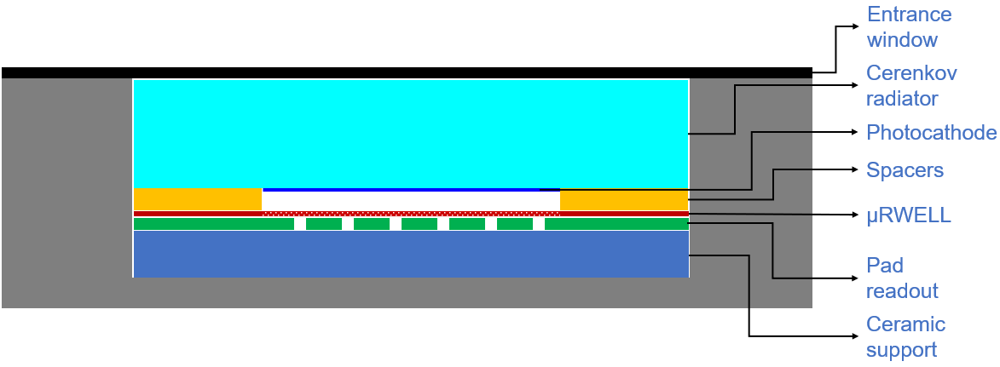 Entrance
window
Cerenkov
radiator
Photocathode
Spacers
µRWELL
Pad
readout
Ceramic
support